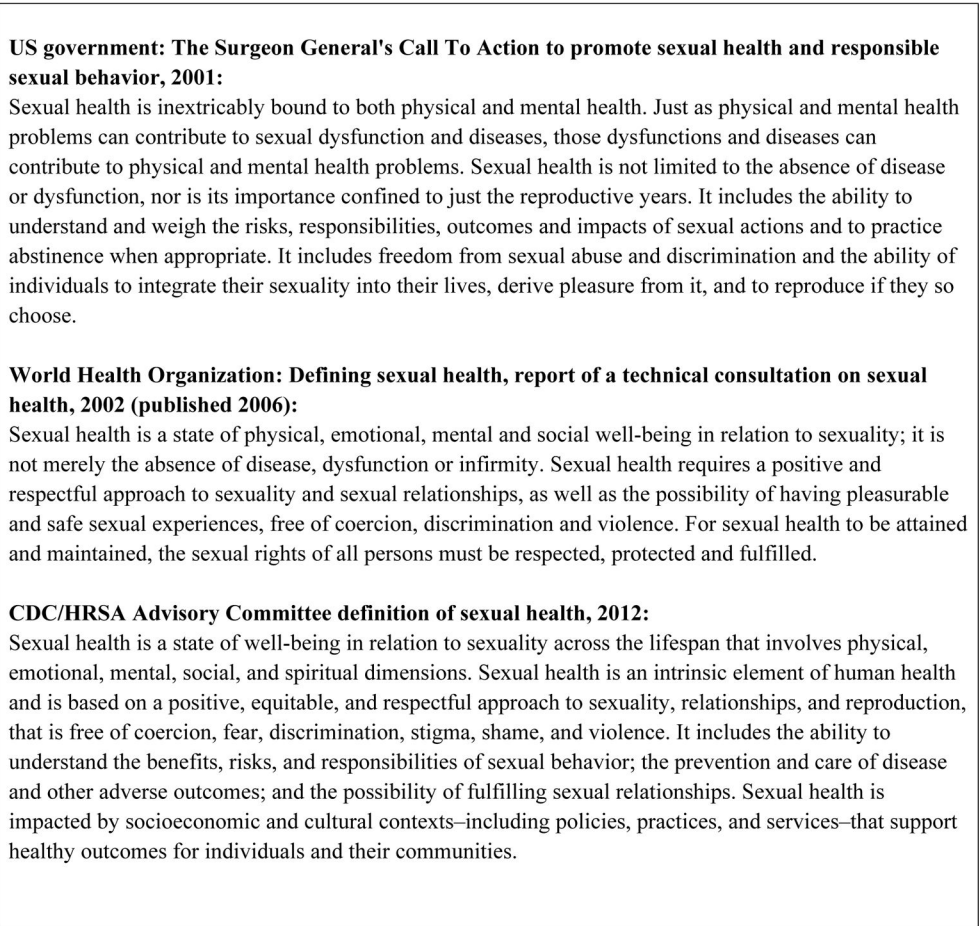 US government: The Surgeon General's Call To Action to promote sexual health and responsible
sexual behavior, 2001:
Sexual health is inextricably bound to both physical and mental health. Just as physical and mental health
problems can contribute to sexual dysfunction and diseases, those dysfunctions and diseases can
contribute to physical and mental health problems. Sexual health is not limited to the absence of disease
or dysfunction, nor is its importance confined to just the reproductive years. It includes the ability to
understand and weigh the risks, responsibilities, outcomes and impacts of sexual actions and to practice
abstinence when appropriate. It includes freedom from sexual abuse and discrimination and the ability of
individuals to integrate their sexuality into their lives, derive pleasure from it, and to reproduce if they so
choose.
World Health Organization: Defining sexual health, report of a technical consultation on sexual
health, 2002 (published 2006):
Sexual health is a state of physical, emotional, mental and social well-being in relation to sexuality; it is
not merely the absence of disease, dysfunction or infirmity. Sexual health requires a positive and
respectful approach to sexuality and sexual relationships, as well as the possibility of having pleasurable
and safe sexual experiences, free of coercion, discrimination and violence. For sexual health to be attained
and maintained, the sexual rights of all persons must be respected, protected and fulfilled.
CDC/HRSA Advisory Committee definition of sexual health, 2012:
Sexual health is a state of well-being in relation to sexuality across the lifespan that involves physical,
emotional, mental, social, and spiritual dimensions. Sexual health is an intrinsic element of human health
and is based on a positive, equitable, and respectful approach to sexuality, relationships, and reproduction,
that is free of coercion, fear, discrimination, stigma, shame, and violence. It includes the ability to
understand the benefits, risks, and responsibilities of sexual behavior; the prevention and care of disease
and other adverse outcomes; and the possibility of fulfilling sexual relationships. Sexual health is
impacted by socioeconomic and cultural contexts–including policies, practices, and services–that support
healthy outcomes for individuals and their communities.